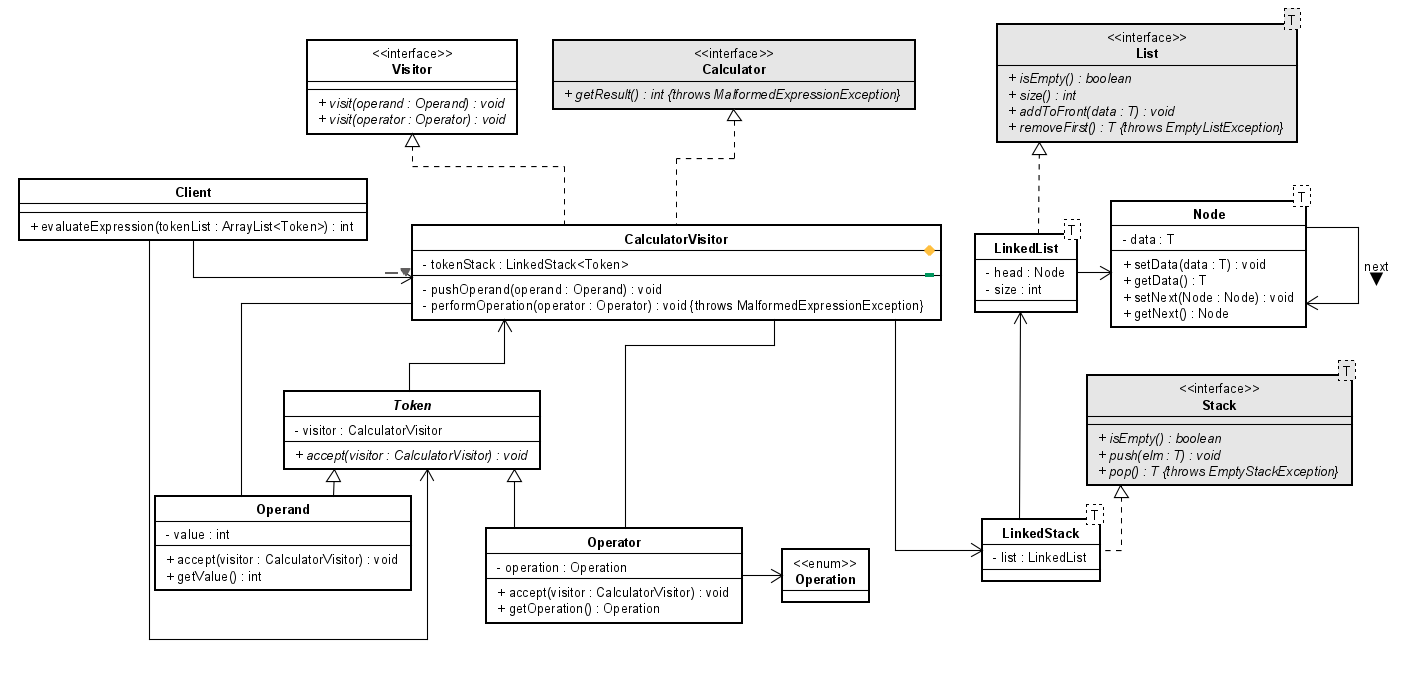 <<interface>>
Visitor
+ visit(operand : Operand) : void
+ visit(operator : Operator) : void
<<interface>>
Calculator
+ getResult() : int {throws MalformedExpressionException}
T
<<interface>>
List
+ isEmpty() : boolean
+ size() : int
+ addToFront(data : T) : void
+ removeFirst() : T {throws EmptyListException}
Client
+ evaluateExpression(tokenList : ArrayList<Token>) : int
CalculatorVisitor
- tokenStack : LinkedStack<Token>
- pushOperand(operand : Operand) : void
- performOperation(operator : Operator) : void {throws MalformedExpressionException}
T
LinkedList
- head : Node
- size : int
T
Node
- data : T
+ setData(data : T) : void
+ getData() : T
+ setNext(Node : Node) : void
+ getNext() : Node
next
Token
- visitor : CalculatorVisitor
+ accept(visitor : CalculatorVisitor) : void
T
<<interface>>
Stack
+ isEmpty() : boolean
+ push(elm : T) : void
+ pop() : T {throws EmptyStackException}
Operand
- value : int
+ accept(visitor : CalculatorVisitor) : void
+ getValue() : int
Operator
- operation : Operation
+ accept(visitor : CalculatorVisitor) : void
+ getOperation() : Operation
<<enum>>
Operation
T
LinkedStack
- list : LinkedList